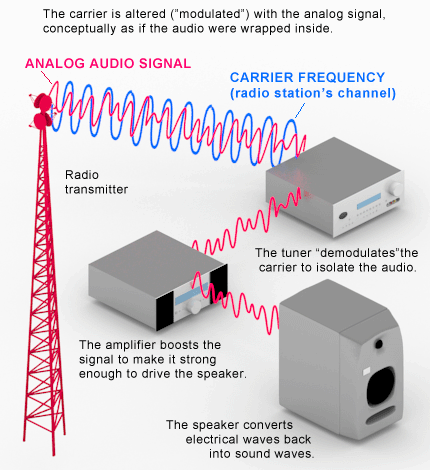 The carrier is altered ("modulated") with the analog signal,
conceptually as if the audio were wrapped inside.
ANALOG AUDIO SIGNAL
CARRIER FREQUENCY
(radio station's channel)
Radio
transmitter
The tuner "demodulates"the
carrier to isolate the audio.
The amplifier boosts the
signal to make it strong
enough to drive the speaker.
The speaker converts
electrical waves back
into sound waves.